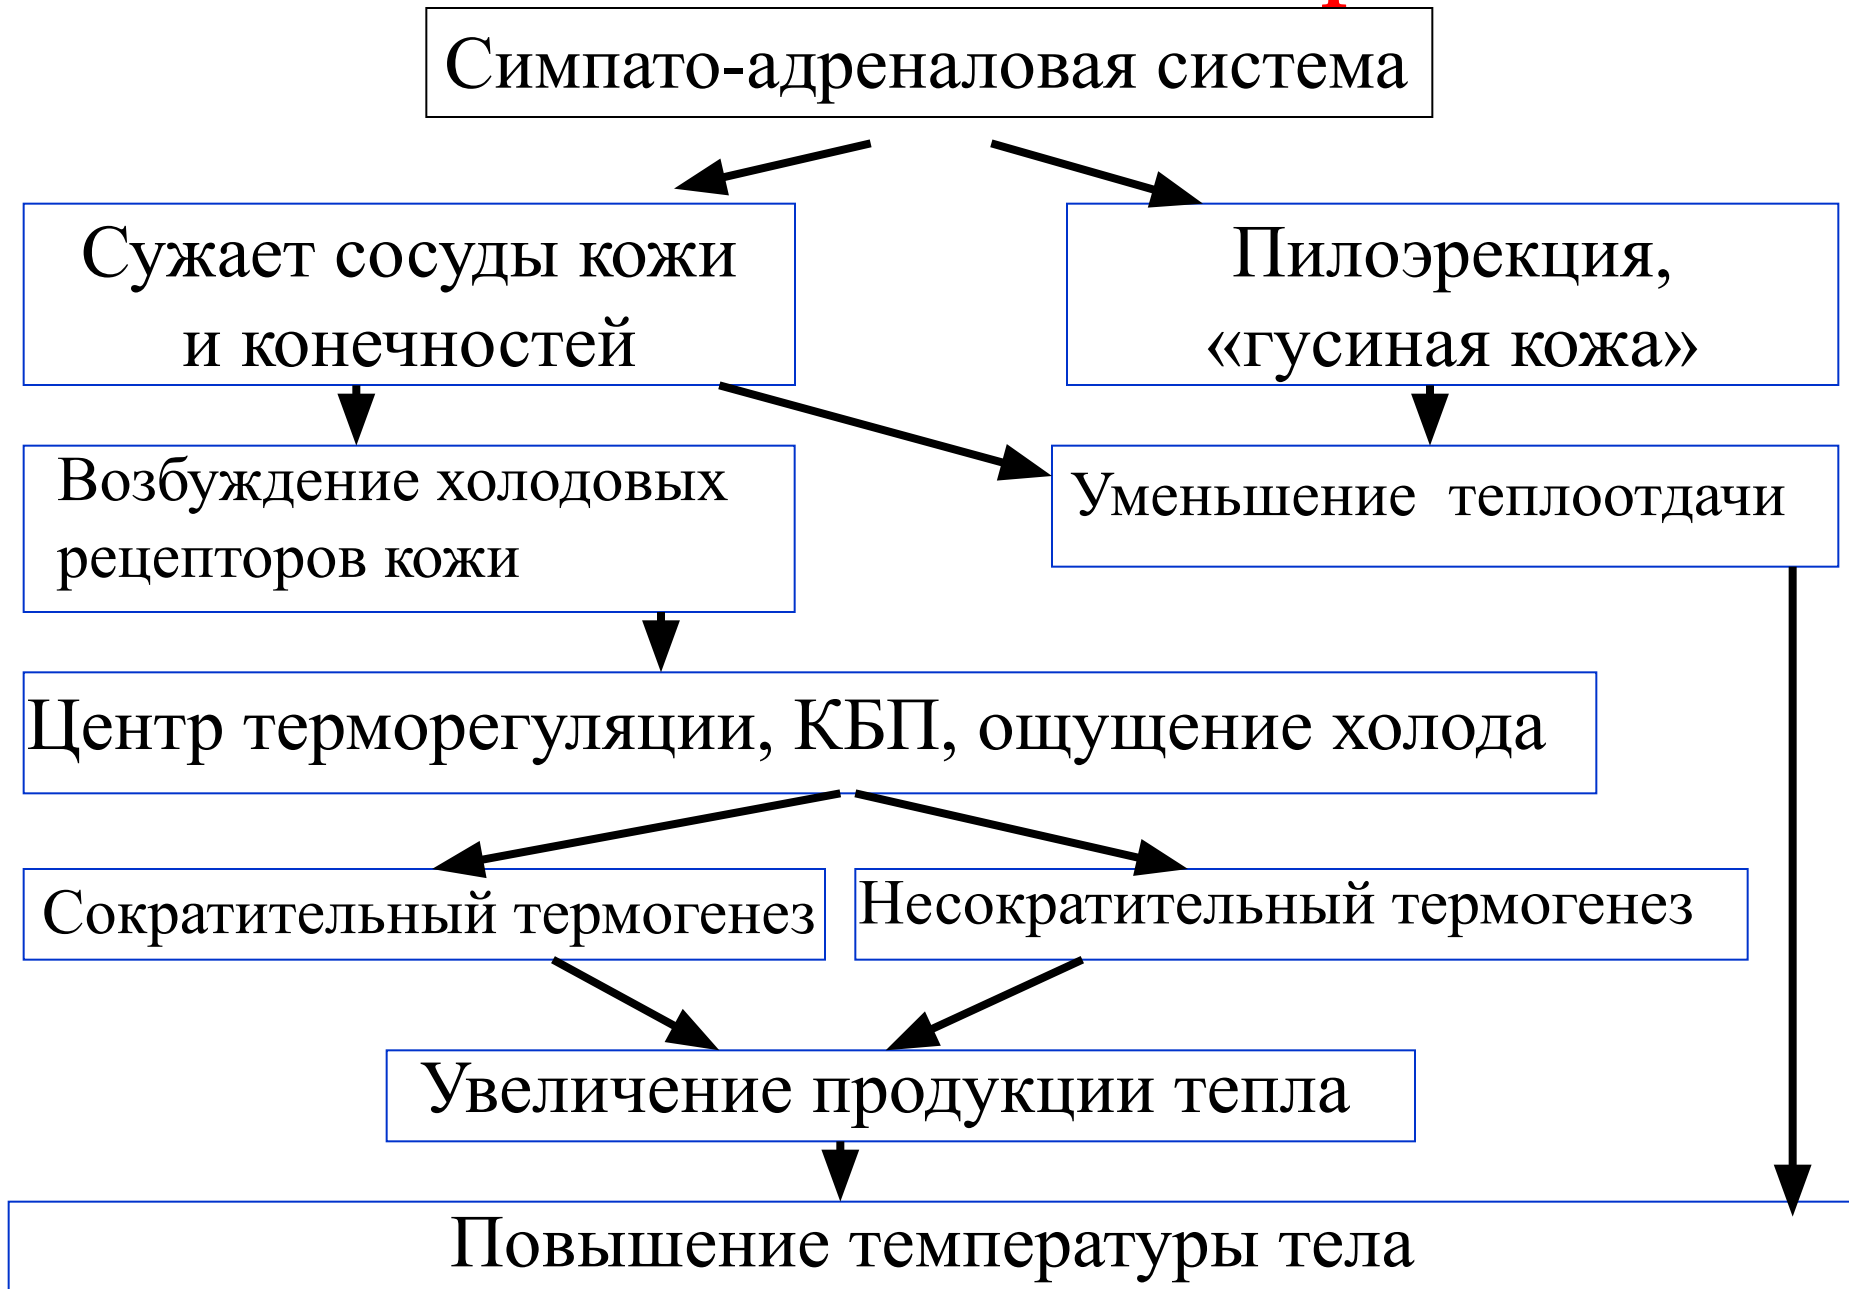 Симпато-адреналовая система
Сужает сосуды кожи
и конечностей
Пилоэрекция,
«гусиная кожа»
Возбуждение холодовых
рецепторов кожи
Уменьшение теплоотдачи
Центр терморегуляции, КБП, ощущение холода
Сократительный термогенез
Несократительный термогенез
Увеличение продукции тепла
Повышение температуры тела